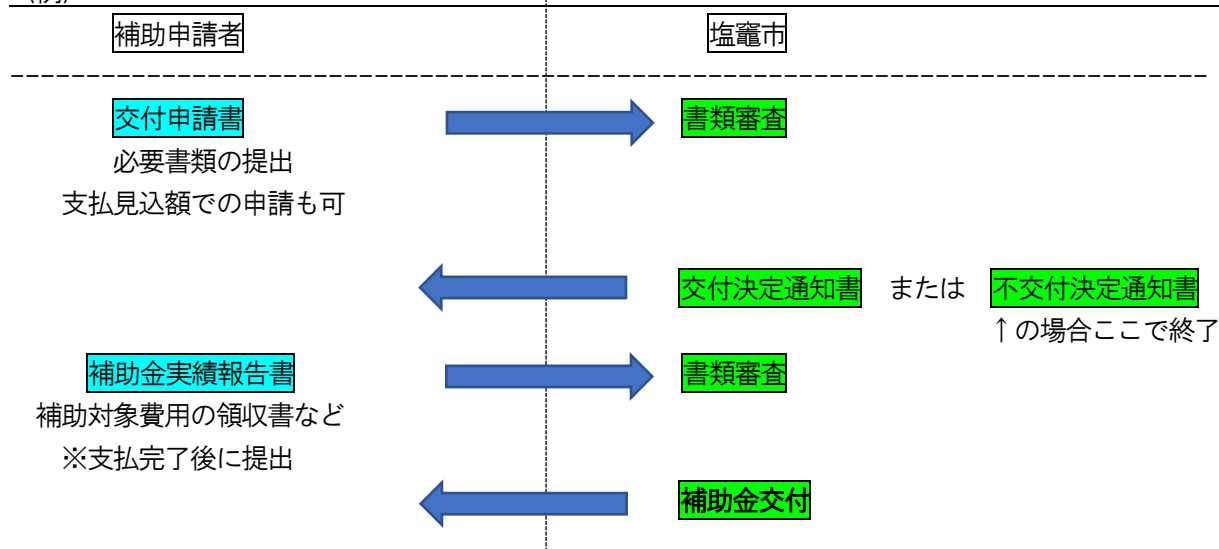 補助申請者 塩竈市
交付申請書 書類審査
必要書類の提出
支払見込額での申請も可
交付決定通知書 または 不交付決定通知書
↑の場合ここで終了
補助金実績報告書 書類審査
補助対象費用の領収書など
※支払完了後に提出
補助金交付